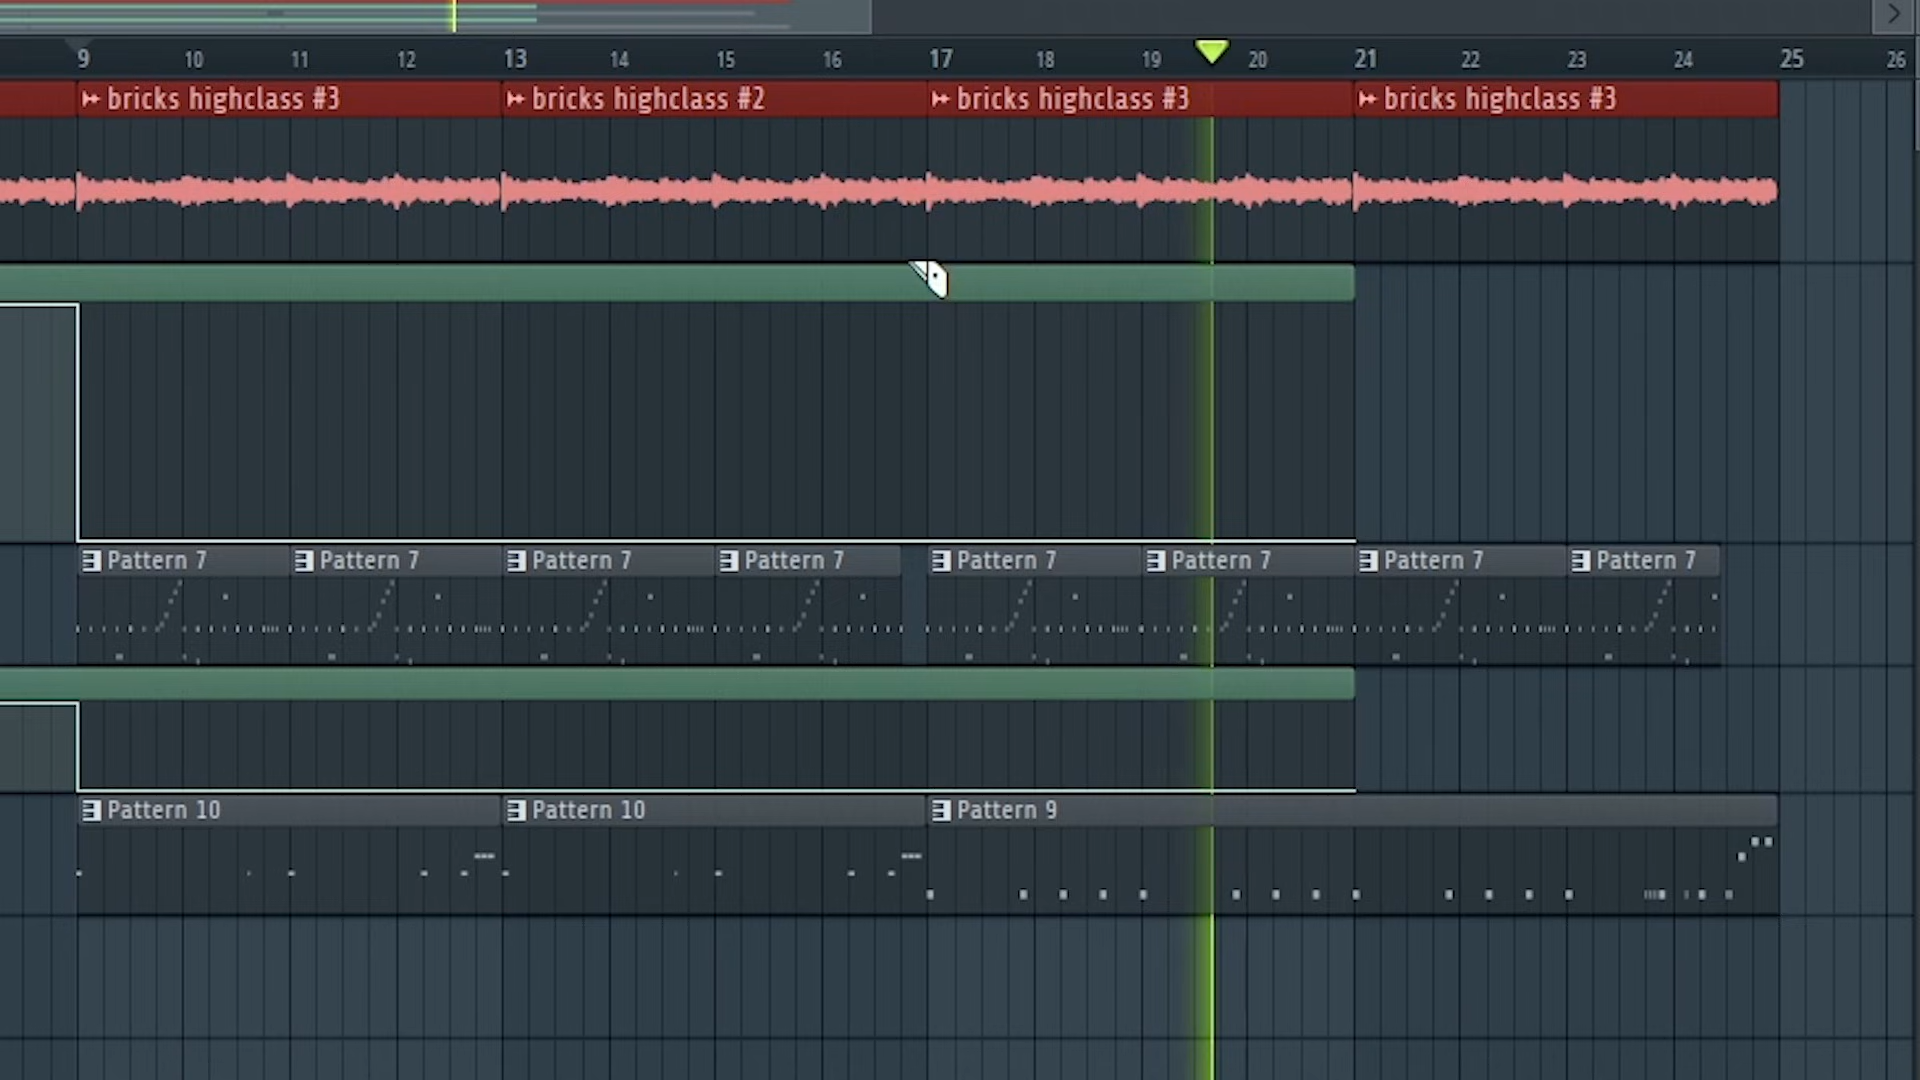 9 10 11 12 13 14 15 16 17 18 19 20 21 22 23 24 25 26
bricks highclass #3 bricks highclass #2 bricks highclass #3 bricks highclass #3
Pattern 7 Pattern 7 Pattern 7 Pattern 7 Pattern 7 Pattern 7 Pattern 7 Pattern 7
Pattern 10 Pattern 10 Pattern 9